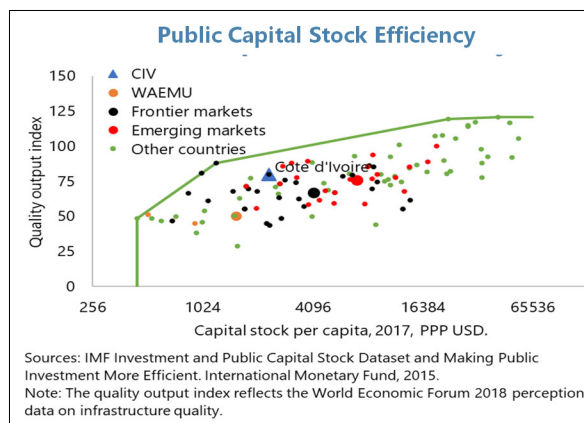 Public Capital Stock Efficiency
150
125
100
75
50
25
0
Quality output index
CIV
WAEMU
Frontier markets
Emerging markets
Other countries
Côte d'Ivoire
256 1024 4096 16384 65536
Capital stock per capita, 2017, PPP USD.
Sources: IMF Investment and Public Capital Stock Dataset and Making Public
Investment More Efficient. International Monetary Fund, 2015.
Note: The quality output index reflects the World Economic Forum 2018 perception
data on infrastructure quality.